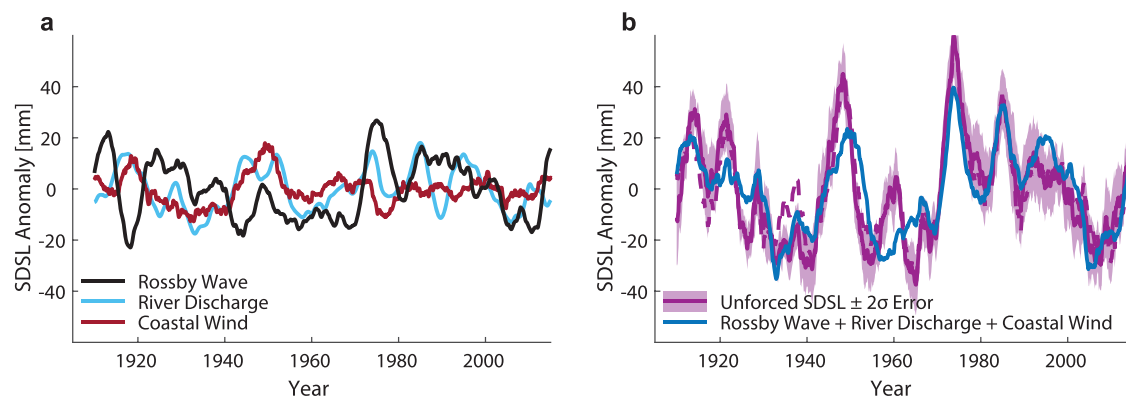 a
SDSL Anomaly [mm]
40
20
0
-20
-40
Rossby Wave
River Discharge
Coastal Wind
1920
1940
1960
1980
2000
Year
b
SDSL Anomaly [mm]
40
20
0
-20
-40
Unforced SDSL ± 2σ Error
Rossby Wave + River Discharge + Coastal Wind
1920
1940
1960
1980
2000
Year